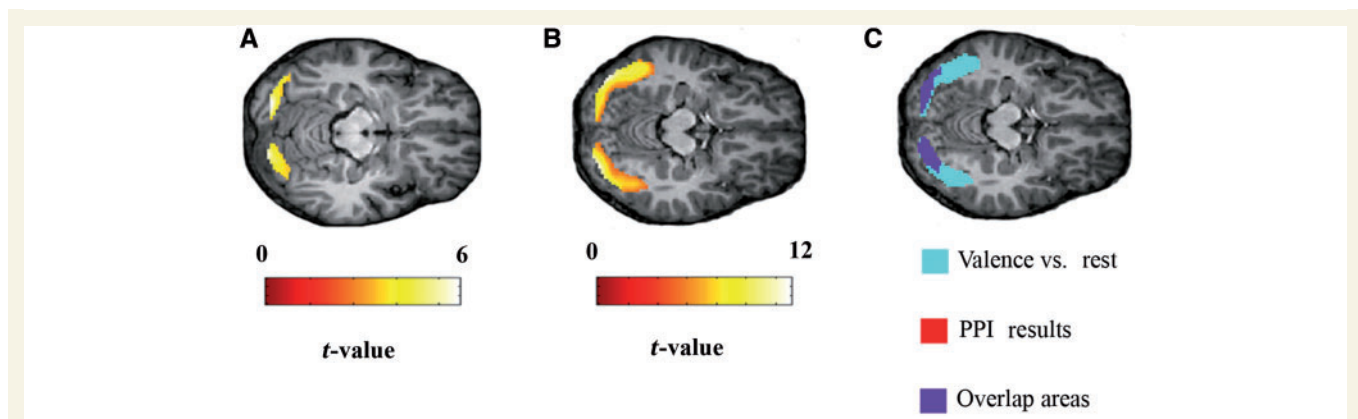 A
B
C
0 6
0 12
t-value
t-value
Valence vs. rest
PPI results
Overlap areas